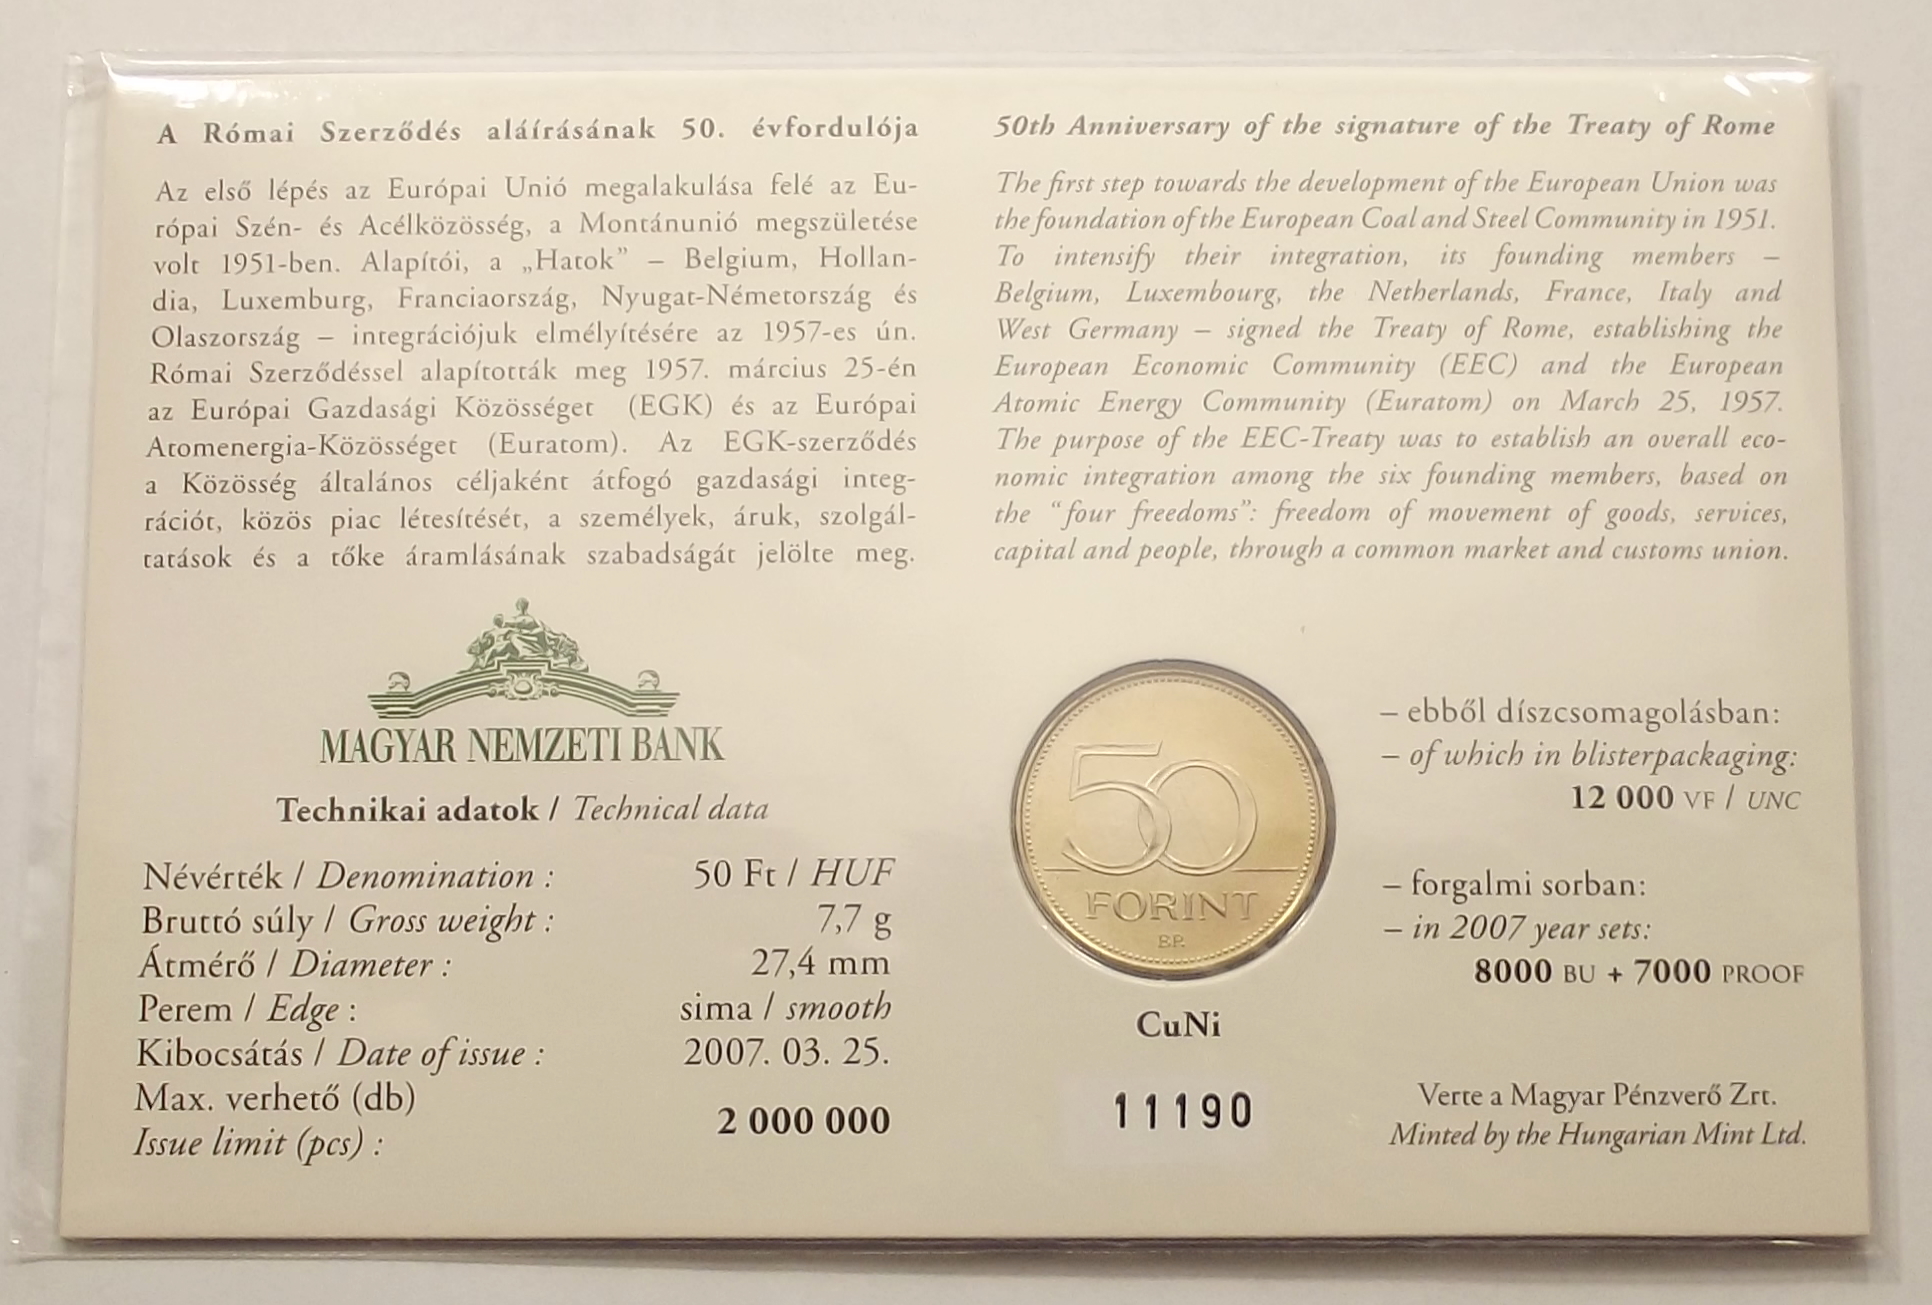 A Római Szerződés aláírásának 50. évfordulója
Az első lépés az Európai Unió megalakulása felé az Eu-
rópai Szén- és Acélközösség, a Montánunió megszületése
volt 1951-ben. Alapítói, a „Hatok” – Belgium, Hollan-
dia, Luxemburg, Franciaország, Nyugat-Németország és
Olaszország – integrációjuk elmélyítésére az 1957-es ún.
Római Szerződéssel alapították meg 1957. március 25-én
az Európai Gazdasági Közösséget (EGK) és az Európai
Atomenergia-Közösséget (Euratom). Az EGK-szerződés
a Közösség általános céljaként átfogó gazdasági integ-
rációt, közös piac létesítését, a személyek, áruk, szolgál-
tatások és a tőke áramlásának szabadságát jelölte meg.
50th Anniversary of the signature of the Treaty of Rome
The first step towards the development of the European Union was
the foundation of the European Coal and Steel Community in 1951.
To intensify their integration, its founding members –
Belgium, Luxembourg, the Netherlands, France, Italy and
West Germany – signed the Treaty of Rome, establishing the
European Economic Community (EEC) and the European
Atomic Energy Community (Euratom) on March 25, 1957.
The purpose of the EEC-Treaty was to establish an overall eco-
nomic integration among the six founding members, based on
the “four freedoms”: freedom of movement of goods, services,
capital and people, through a common market and customs union.
MAGYAR NEMZETI BANK
Technikai adatok / Technical data
Névérték / Denomination : 50 Ft / HUF
Bruttó súly / Gross weight : 7,7 g
Átmérő / Diameter : 27,4 mm
Perem / Edge : sima / smooth
Kibocsátás / Date of issue : 2007. 03. 25.
Max. verhető (db)
Issue limit (pcs) : 2 000 000
50
FORINT
BP.
CuNi
11190
– ebből díszcsomagolásban:
– of which in blisterpackaging:
12 000 VF / UNC
– forgalmi sorban:
– in 2007 year sets:
8000 BU + 7000 PROOF
Verte a Magyar Pénzverő Zrt.
Minted by the Hungarian Mint Ltd.